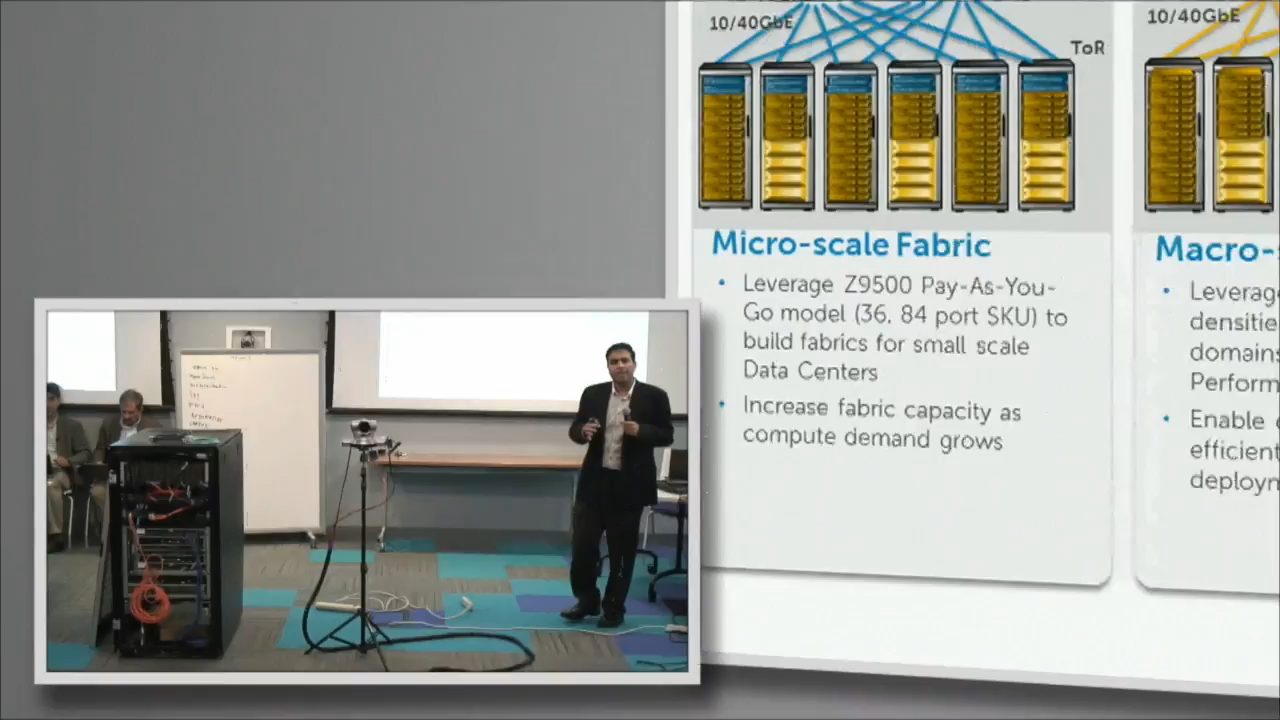 10/40GbE
ToR
Micro-scale Fabric
• Leverage Z9500 Pay-As-You-
Go model (36, 84 port SKU) to
build fabrics for small scale
Data Centers
• Increase fabric capacity as
compute demand grows
10/40GbE
Macro-
• Leverag
densitie
domains
Perform
• Enable
efficient
deploym